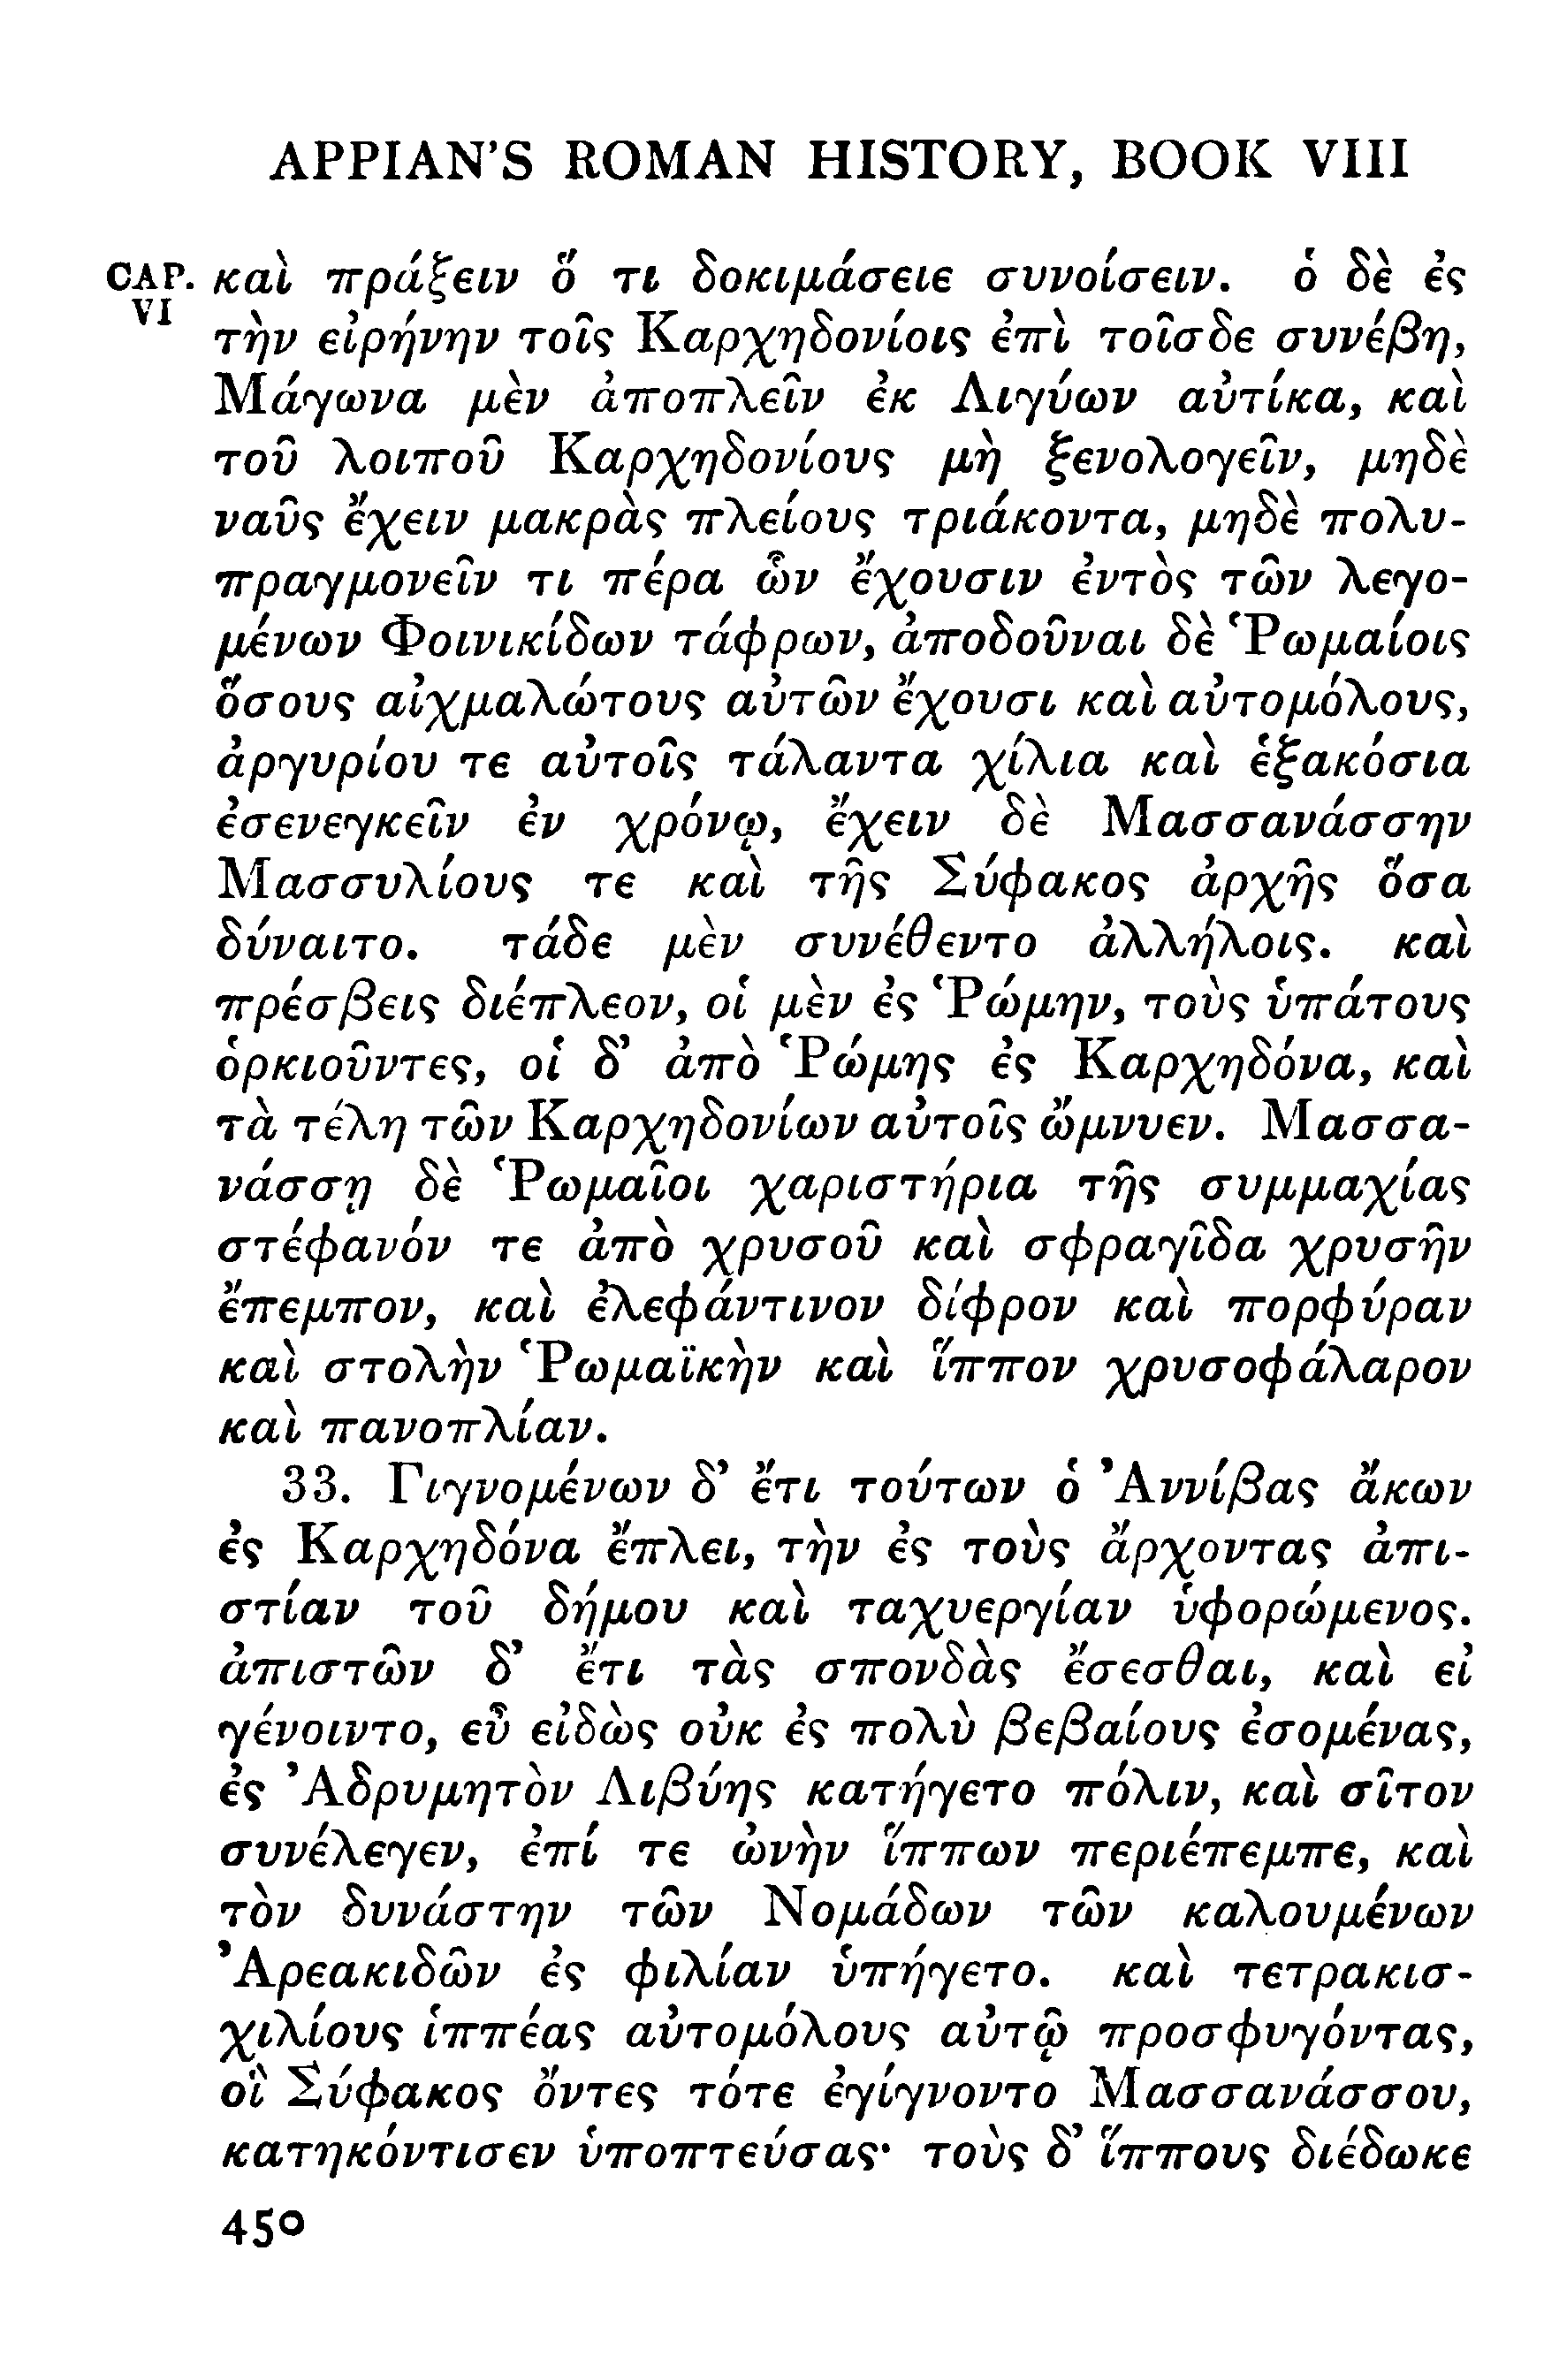 APPIAN'S ROMAN HISTORY, BOOK VIII
CAP. VI
καὶ πράξειν ὅ τι δοκιμάσειε συνοίσειν. ὁ δὲ ἐς
τὴν εἰρήνην τοῖς Καρχηδονίοις ἐπὶ τοῖσδε συνέβη,
Μάγωνα μὲν ἀποπλεῖν ἐκ Λιγύων αὐτίκα, καὶ
τοῦ λοιποῦ Καρχηδονίους μὴ ξενολογεῖν, μηδὲ
ναῦς ἔχειν μακρὰς πλείους τριάκοντα, μηδὲ πολυ-
πραγμονεῖν τι πέρα ὧν ἔχουσιν ἐντὸς τῶν λεγο-
μένων Φοινικίδων τάφρων, ἀποδοῦναι δὲ Ῥωμαίοις
ὅσους αἰχμαλώτους αὐτῶν ἔχουσι καὶ αὐτομόλους,
ἀργυρίου τε αὐτοῖς τάλαντα χίλια καὶ ἑξακόσια
ἐσενεγκεῖν ἐν χρόνῳ, ἔχειν δὲ Μασσανάσσην
Μασσυλίους τε καὶ τῆς Σύφακος ἀρχῆς ὅσα
δύναιτο. τάδε μὲν συνέθεντο ἀλλήλοις. καὶ
πρέσβεις διέπλεον, οἱ μὲν ἐς Ῥώμην, τοὺς ὑπάτους
ὁρκιοῦντες, οἱ δ' ἀπὸ Ῥώμης ἐς Καρχηδόνα, καὶ
τὰ τέλη τῶν Καρχηδονίων αὐτοῖς ὤμνυεν. Μασσα-
νάσσῃ δὲ Ῥωμαῖοι χαριστήρια τῆς συμμαχίας
στέφανόν τε ἀπὸ χρυσοῦ καὶ σφραγῖδα χρυσῆν
ἔπεμπον, καὶ ἐλεφάντινον δίφρον καὶ πορφύραν
καὶ στολὴν Ῥωμαϊκὴν καὶ ἵππον χρυσοφάλαρον
καὶ πανοπλίαν.
33. Γιγνομένων δ' ἔτι τούτων ὁ Ἀννίβας ἄκων
ἐς Καρχηδόνα ἔπλει, τὴν ἐς τοὺς ἄρχοντας ἀπι-
στίαν τοῦ δήμου καὶ ταχυεργίαν ὑφορώμενος.
ἀπιστῶν δ' ἔτι τὰς σπονδὰς ἔσεσθαι, καὶ εἰ
γένοιντο, εὖ εἰδὼς οὐκ ἐς πολὺ βεβαίους ἐσομένας,
ἐς Ἀδρυμητὸν Λιβύης κατήγετο πόλιν, καὶ σῖτον
συνέλεγεν, ἐπί τε ὠνὴν ἵππων περιέπεμπε, καὶ
τὸν δυνάστην τῶν Νομάδων τῶν καλουμένων
Ἀρεακιδῶν ἐς φιλίαν ὑπήγετο. καὶ τετρακισ-
χιλίους ἱππέας αὐτομόλους αὐτῷ προσφυγόντας,
οἳ Σύφακος ὄντες τότε ἐγίγνοντο Μασσανάσσου,
κατηκόντισεν ὑποπτεύσας· τοὺς δ' ἵππους διέδωκε
450